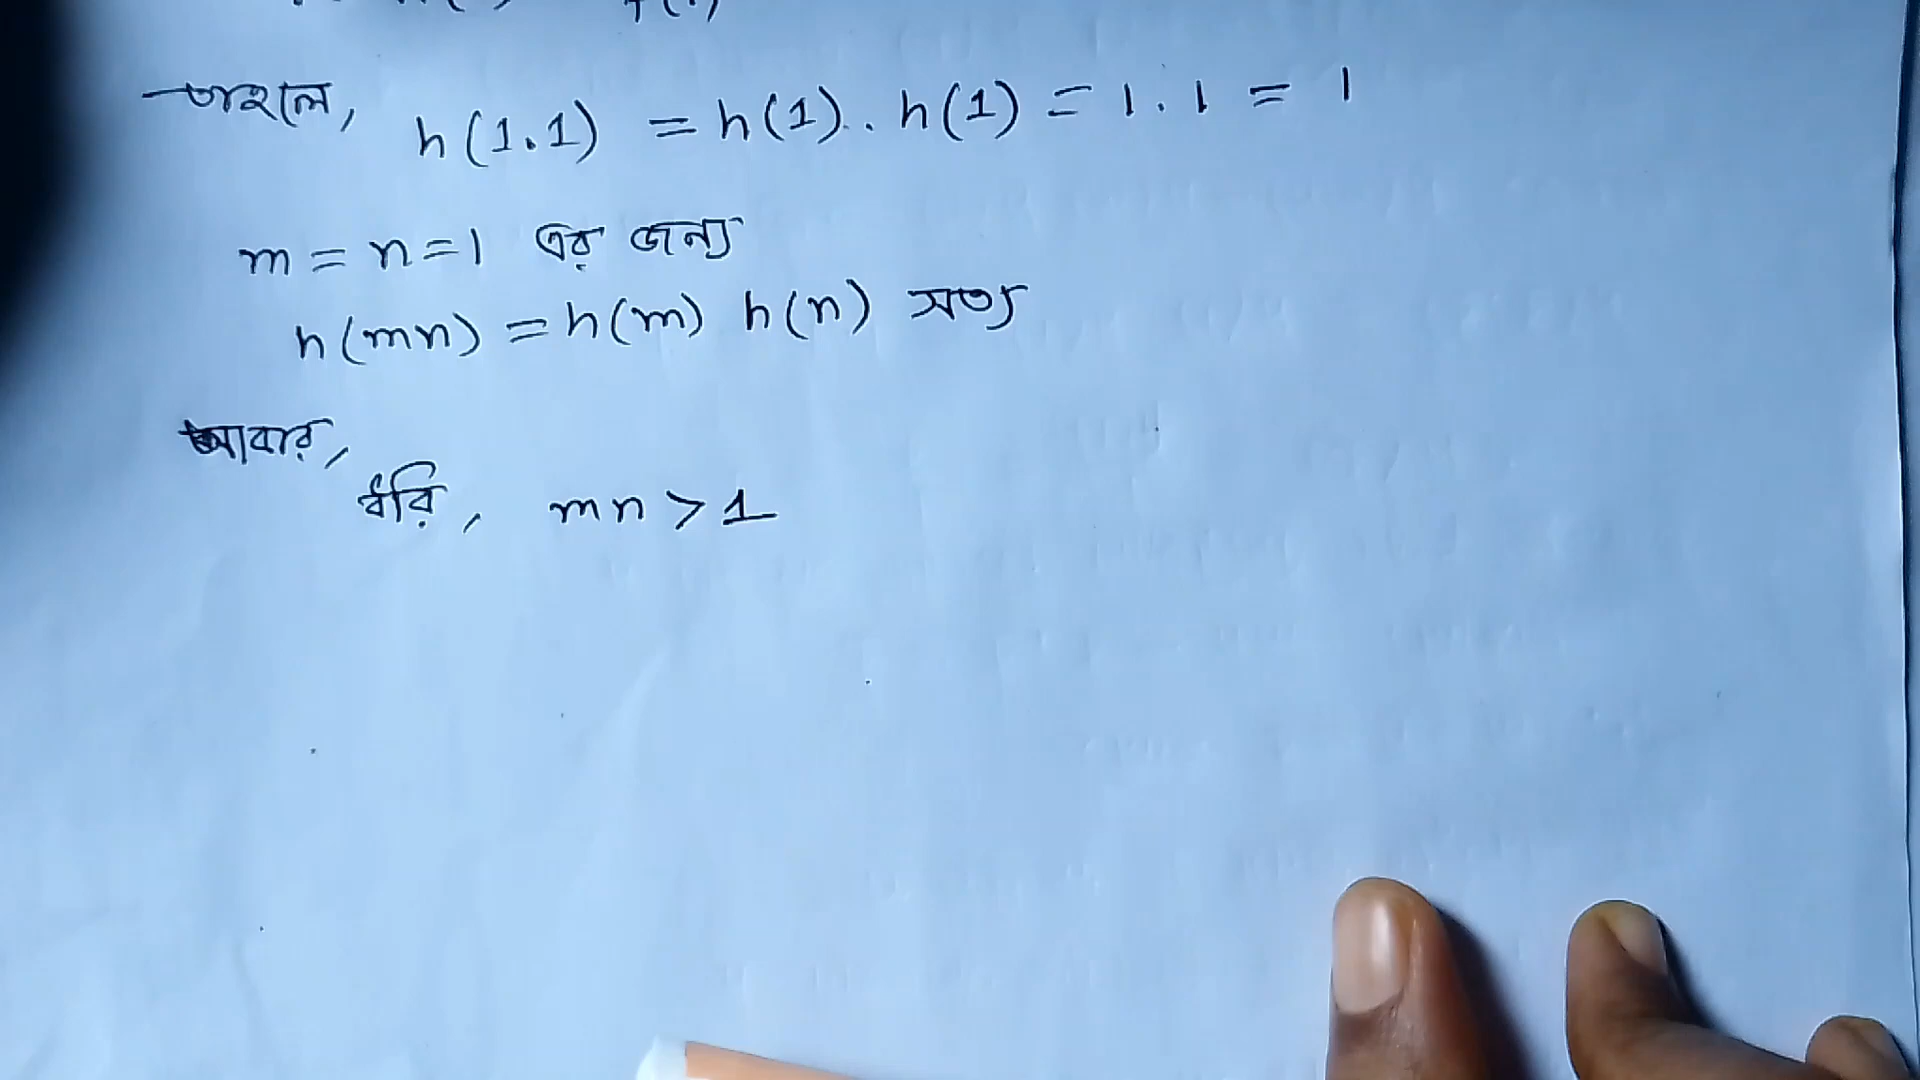 তাহলে, h(1.1) = h(1). h(1) = 1.1 = 1
m = n = 1 এর জন্য
h(mn) = h(m) h(n) সত্য
আবার,
ধরি, mn > 1